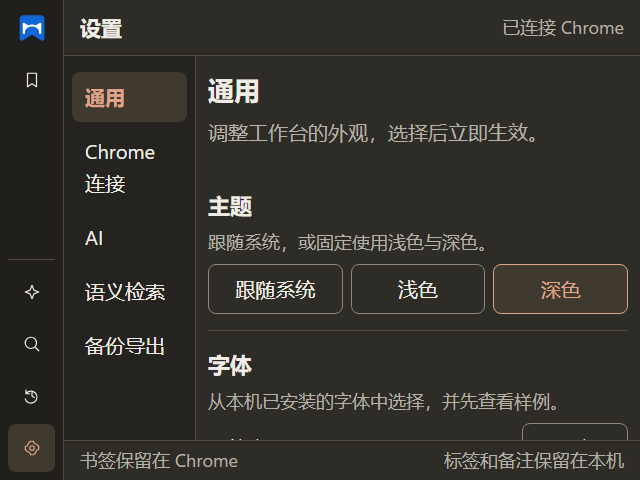 设置
已连接 Chrome
通用
Chrome
连接
AI
语义检索
备份导出
通用
调整工作台的外观，选择后立即生效。
主题
跟随系统，或固定使用浅色与深色。
跟随系统
浅色
深色
字体
从本机已安装的字体中选择，并先查看样例。
书签保留在 Chrome
标签和备注保留在本机